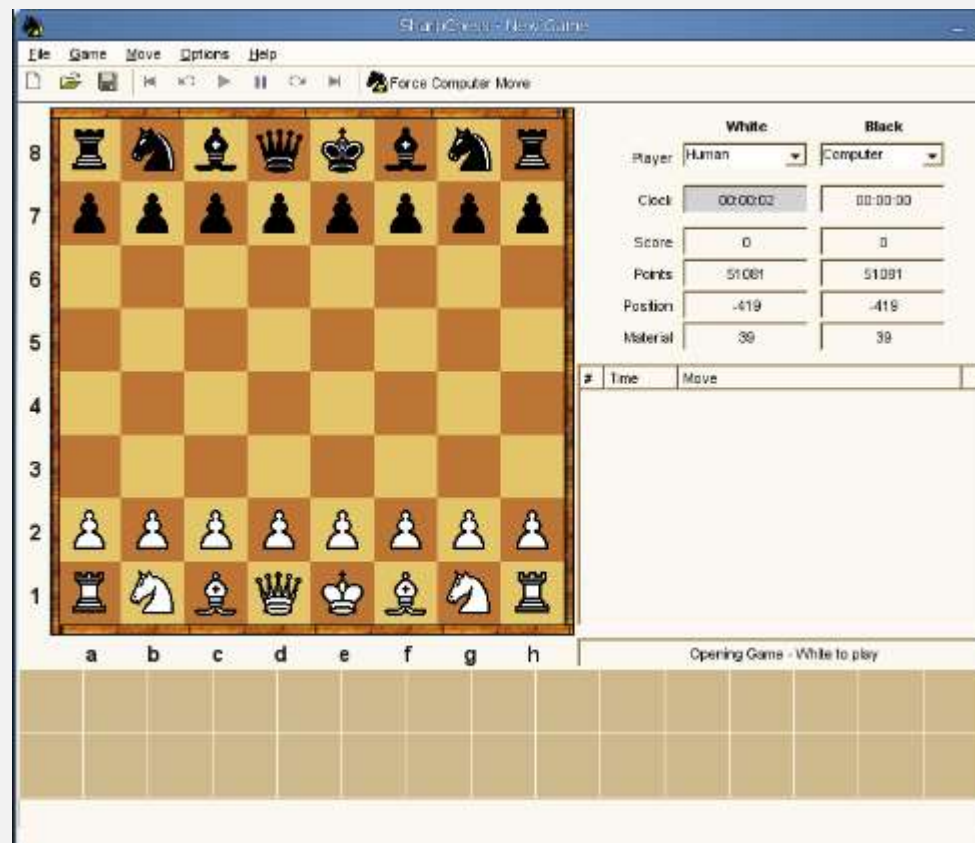 SharpChess - New Game
File Game Move Options Help
Force Computer Move
White Black
Player Human Computer
Clock 00:00:02 00:00:00
Score 0 0
Points 51081 51081
Position -419 -419
Material 39 39
# Time Move
8
7
6
5
4
3
2
1
a b c d e f g h
Opening Game - White to play